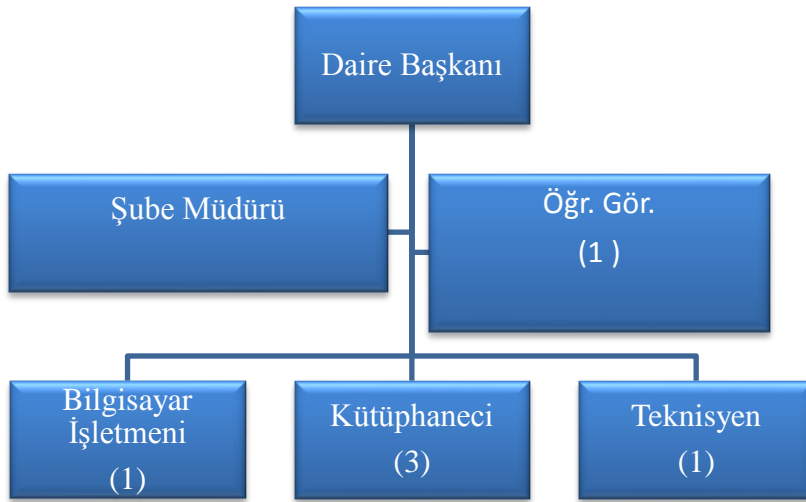 Daire Başkanı
Şube Müdürü
Öğr. Gör.
(1 )
Bilgisayar
İşletmeni
(1)
Kütüphaneci
(3)
Teknisyen
(1)